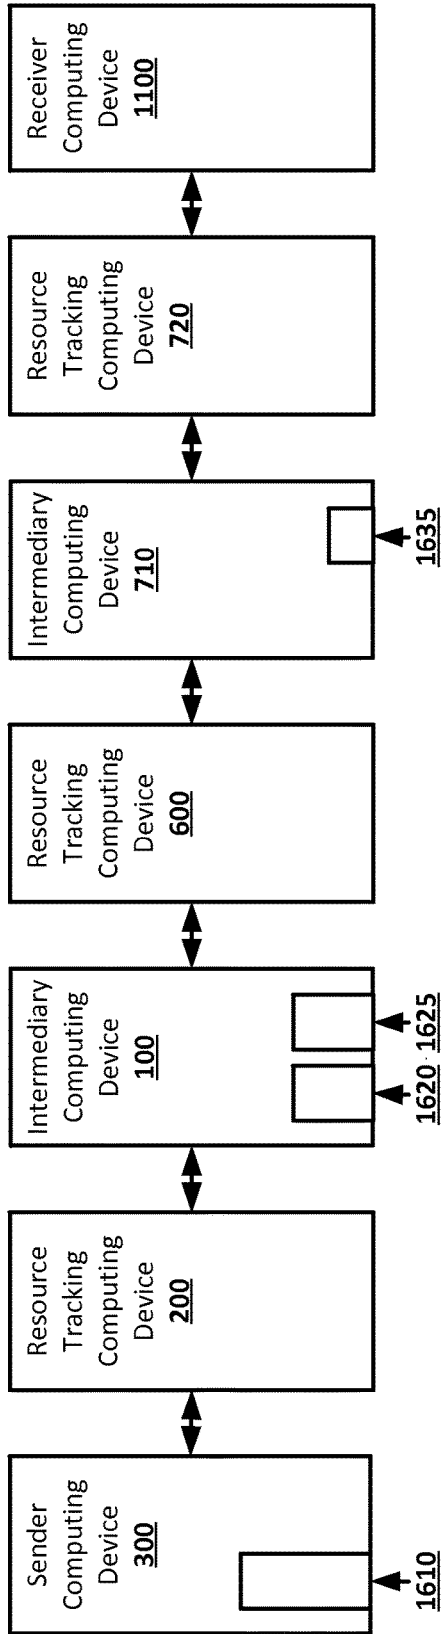 Sender
Computing
Device
300
1610
Resource
Tracking
Computing
Device
200
Intermediary
Computing
Device
100
1620
1625
Resource
Tracking
Computing
Device
600
Intermediary
Computing
Device
710
1635
Resource
Tracking
Computing
Device
720
Receiver
Computing
Device
1100